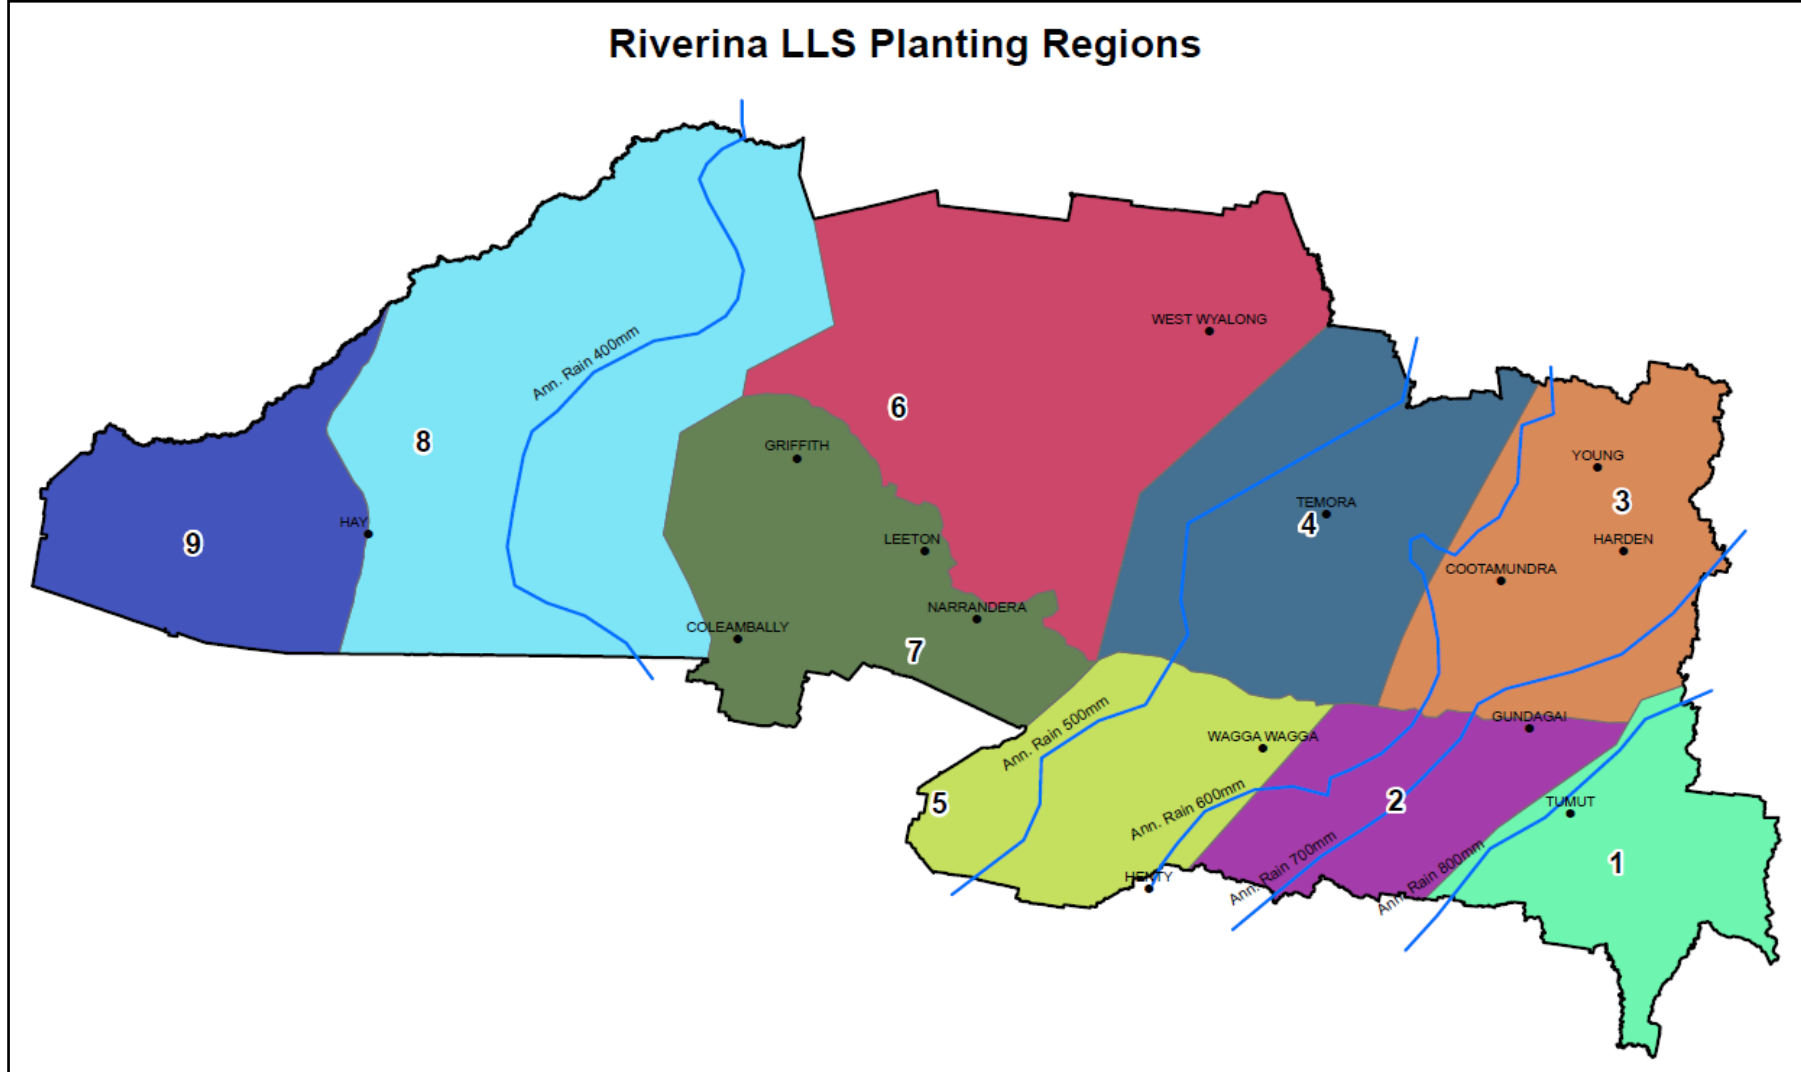 Riverina LLS Planting Regions
WEST WYALONG
Ann. Rain 400mm
6
8
GRIFFITH
YOUNG
3
TEMORA
4
HAY
9
LEETON
HARDEN
COOTAMUNDRA
NARRANDERA
COLEAMBALLY
7
Ann. Rain 500mm
GUNDAGAI
WAGGA WAGGA
5
Ann. Rain 600mm
2
TUMUT
1
HENTY
Ann. Rain 700mm
Ann. Rain 800mm